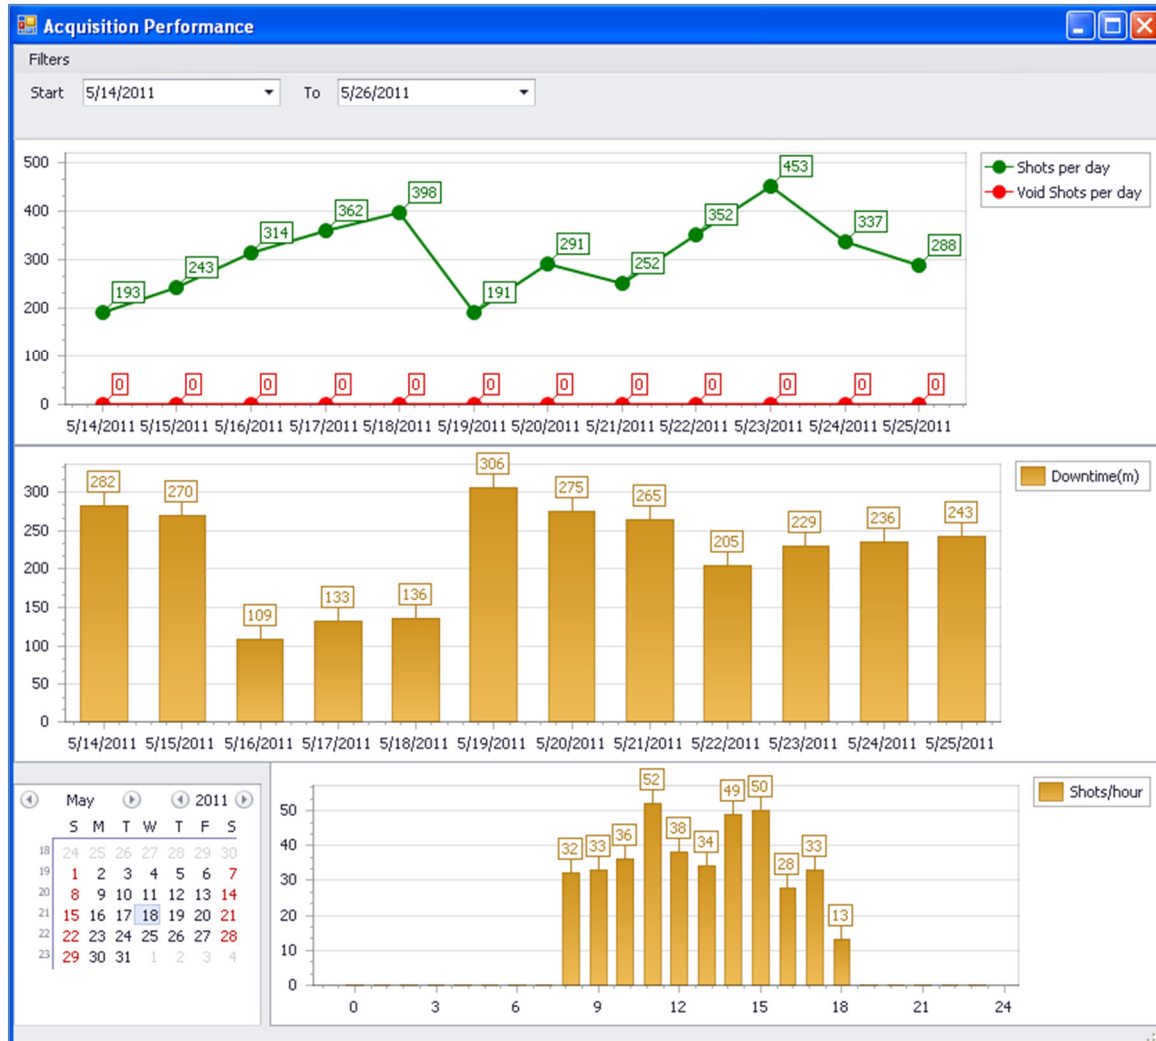 Acquisition Performance
Filters
Start 5/14/2011 To 5/26/2011
500
400
300
200
100
0
193 243 314 362 398 191 291 252 352 453 337 288
0 0 0 0 0 0 0 0 0 0 0 0
5/14/2011 5/15/2011 5/16/2011 5/17/2011 5/18/2011 5/19/2011 5/20/2011 5/21/2011 5/22/2011 5/23/2011 5/24/2011 5/25/2011
Shots per day
Void Shots per day
300
250
200
150
100
50
0
282 270 109 133 136 306 275 265 205 229 236 243
5/14/2011 5/15/2011 5/16/2011 5/17/2011 5/18/2011 5/19/2011 5/20/2011 5/21/2011 5/22/2011 5/23/2011 5/24/2011 5/25/2011
Downtime(m)
May 2011
S M T W T F S
18 24 25 26 27 28 29 30
19 1 2 3 4 5 6 7
20 8 9 10 11 12 13 14
21 15 16 17 18 19 20 21
22 22 23 24 25 26 27 28
23 29 30 31 1 2 3 4
50
40
30
20
10
0
32 33 36 52 38 34 49 50 28 33 13
0 3 6 9 12 15 18 21 24
Shots/hour